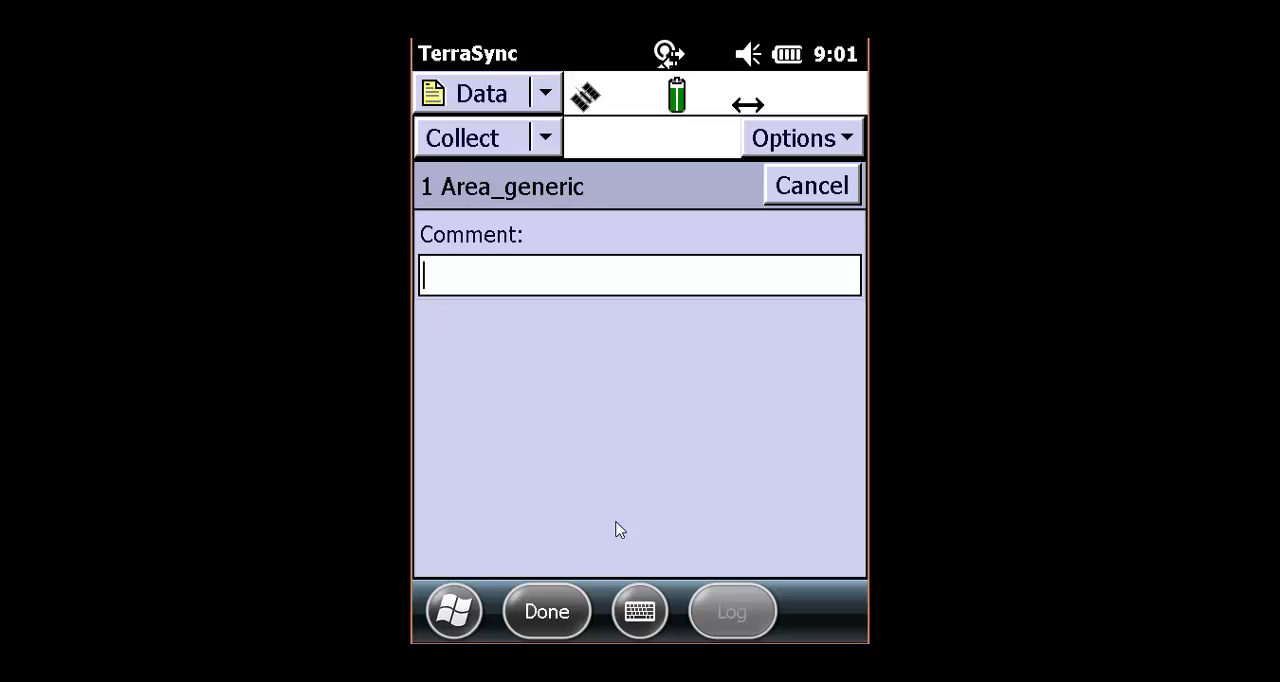 TerraSync 9:01
Data
Collect Options
1 Area_generic Cancel
Comment:
Done Log